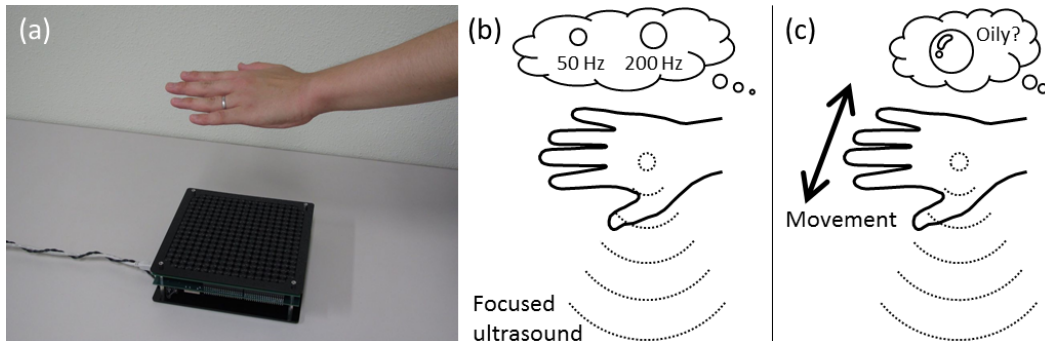 (a)
(b)
50 Hz 200 Hz
Focused
ultrasound
(c)
Oily?
Movement